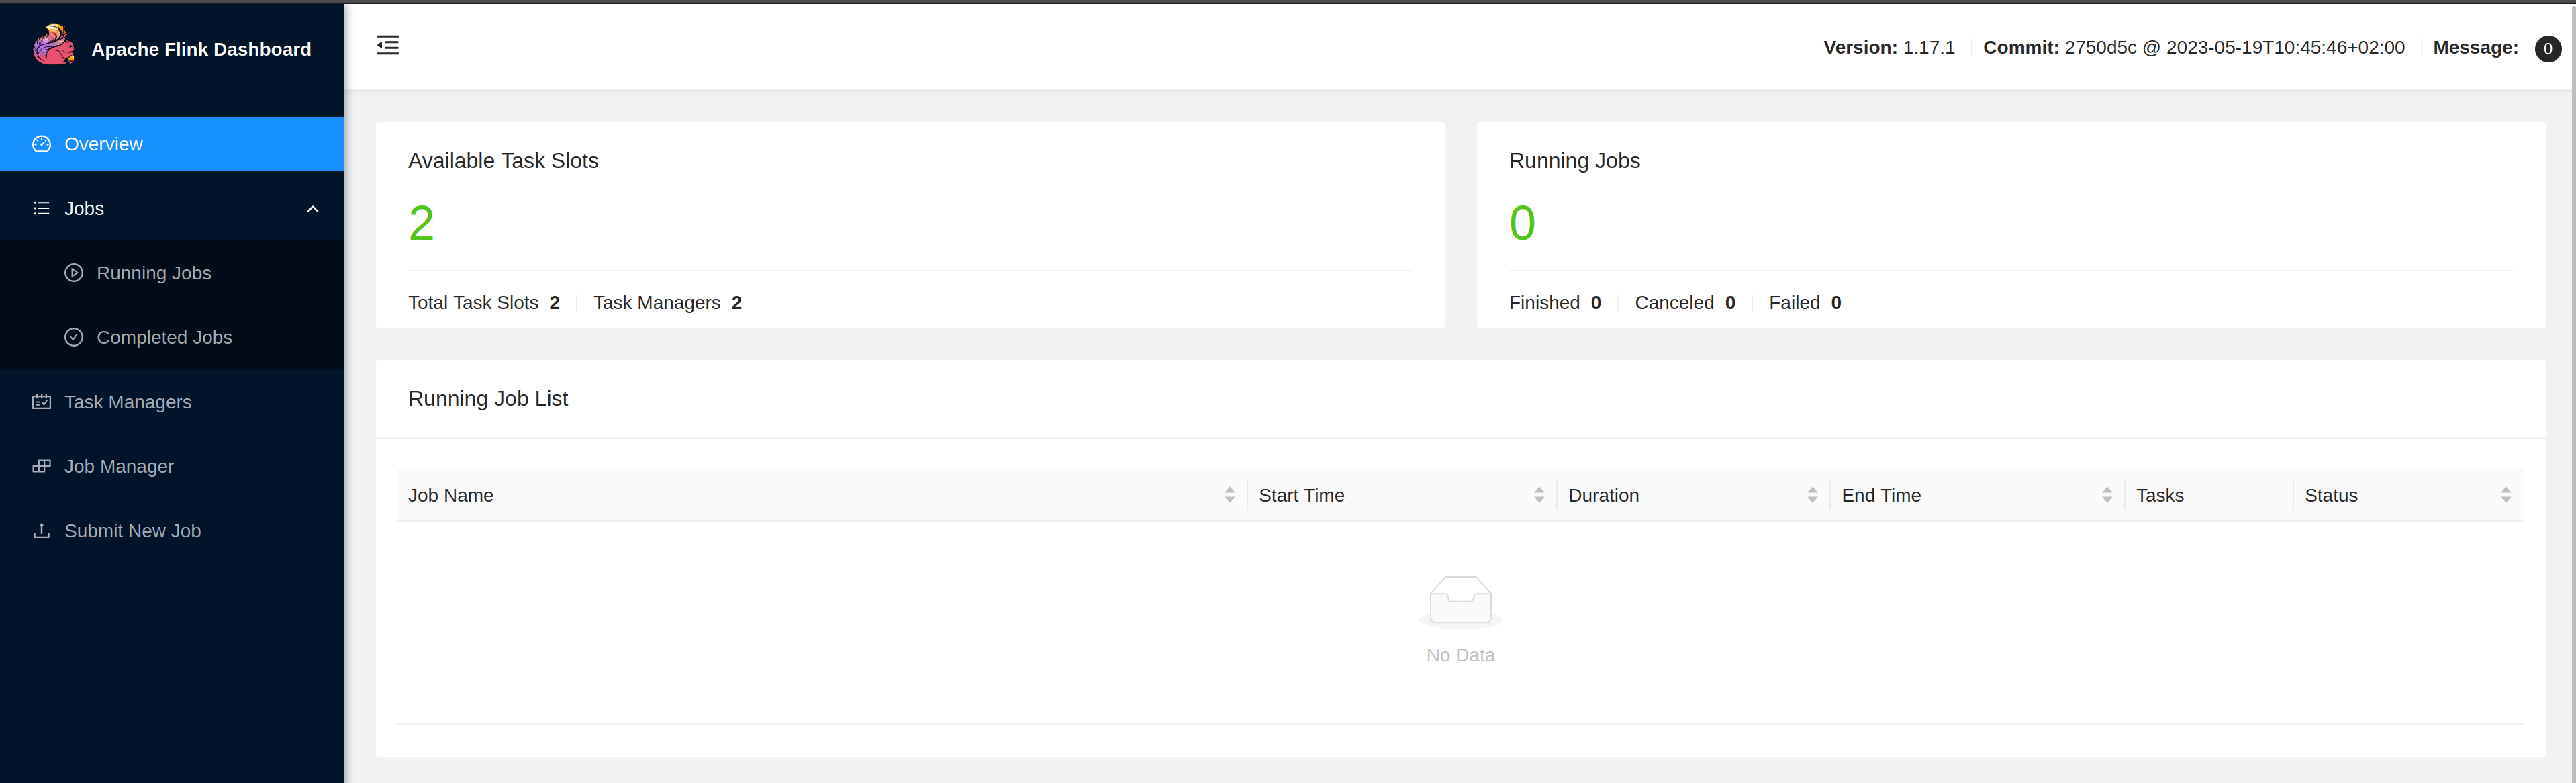 Apache Flink Dashboard
Version: 1.17.1 Commit: 2750d5c @ 2023-05-19T10:45:46+02:00 Message: 0
Overview
Jobs
Running Jobs
Completed Jobs
Task Managers
Job Manager
Submit New Job
Available Task Slots
2
Total Task Slots 2 Task Managers 2
Running Jobs
0
Finished 0 Canceled 0 Failed 0
Running Job List
Job Name Start Time Duration End Time Tasks Status
No Data